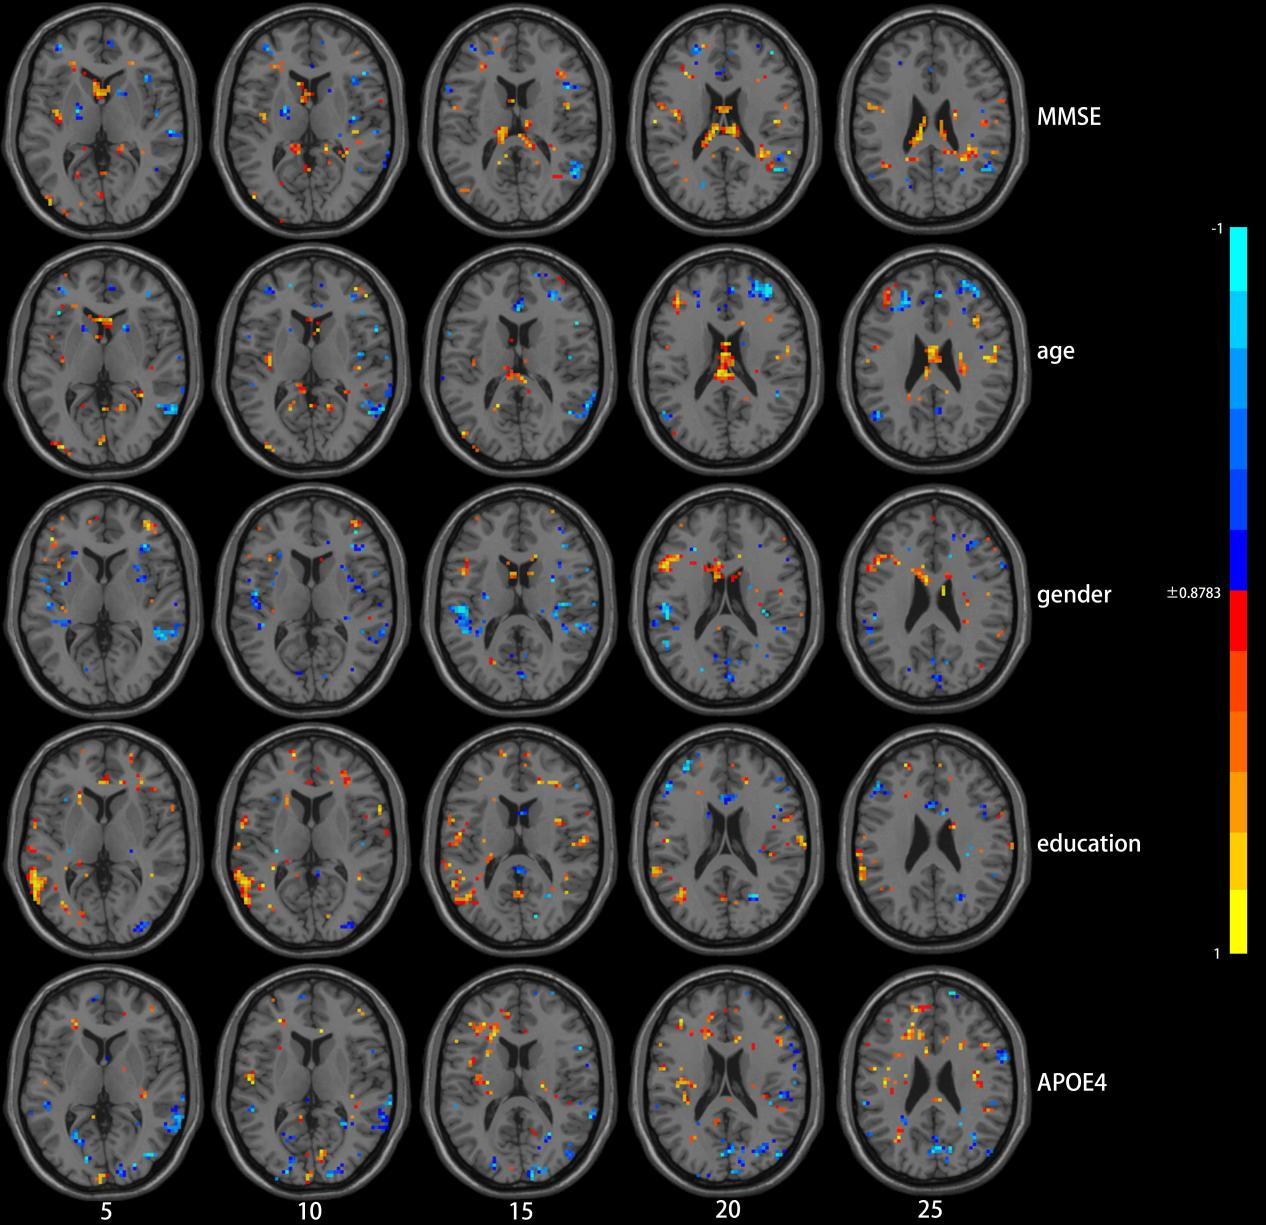 MMSE
-1
age
±0.8783
gender
education
1
APOE4
5 10 15 20 25